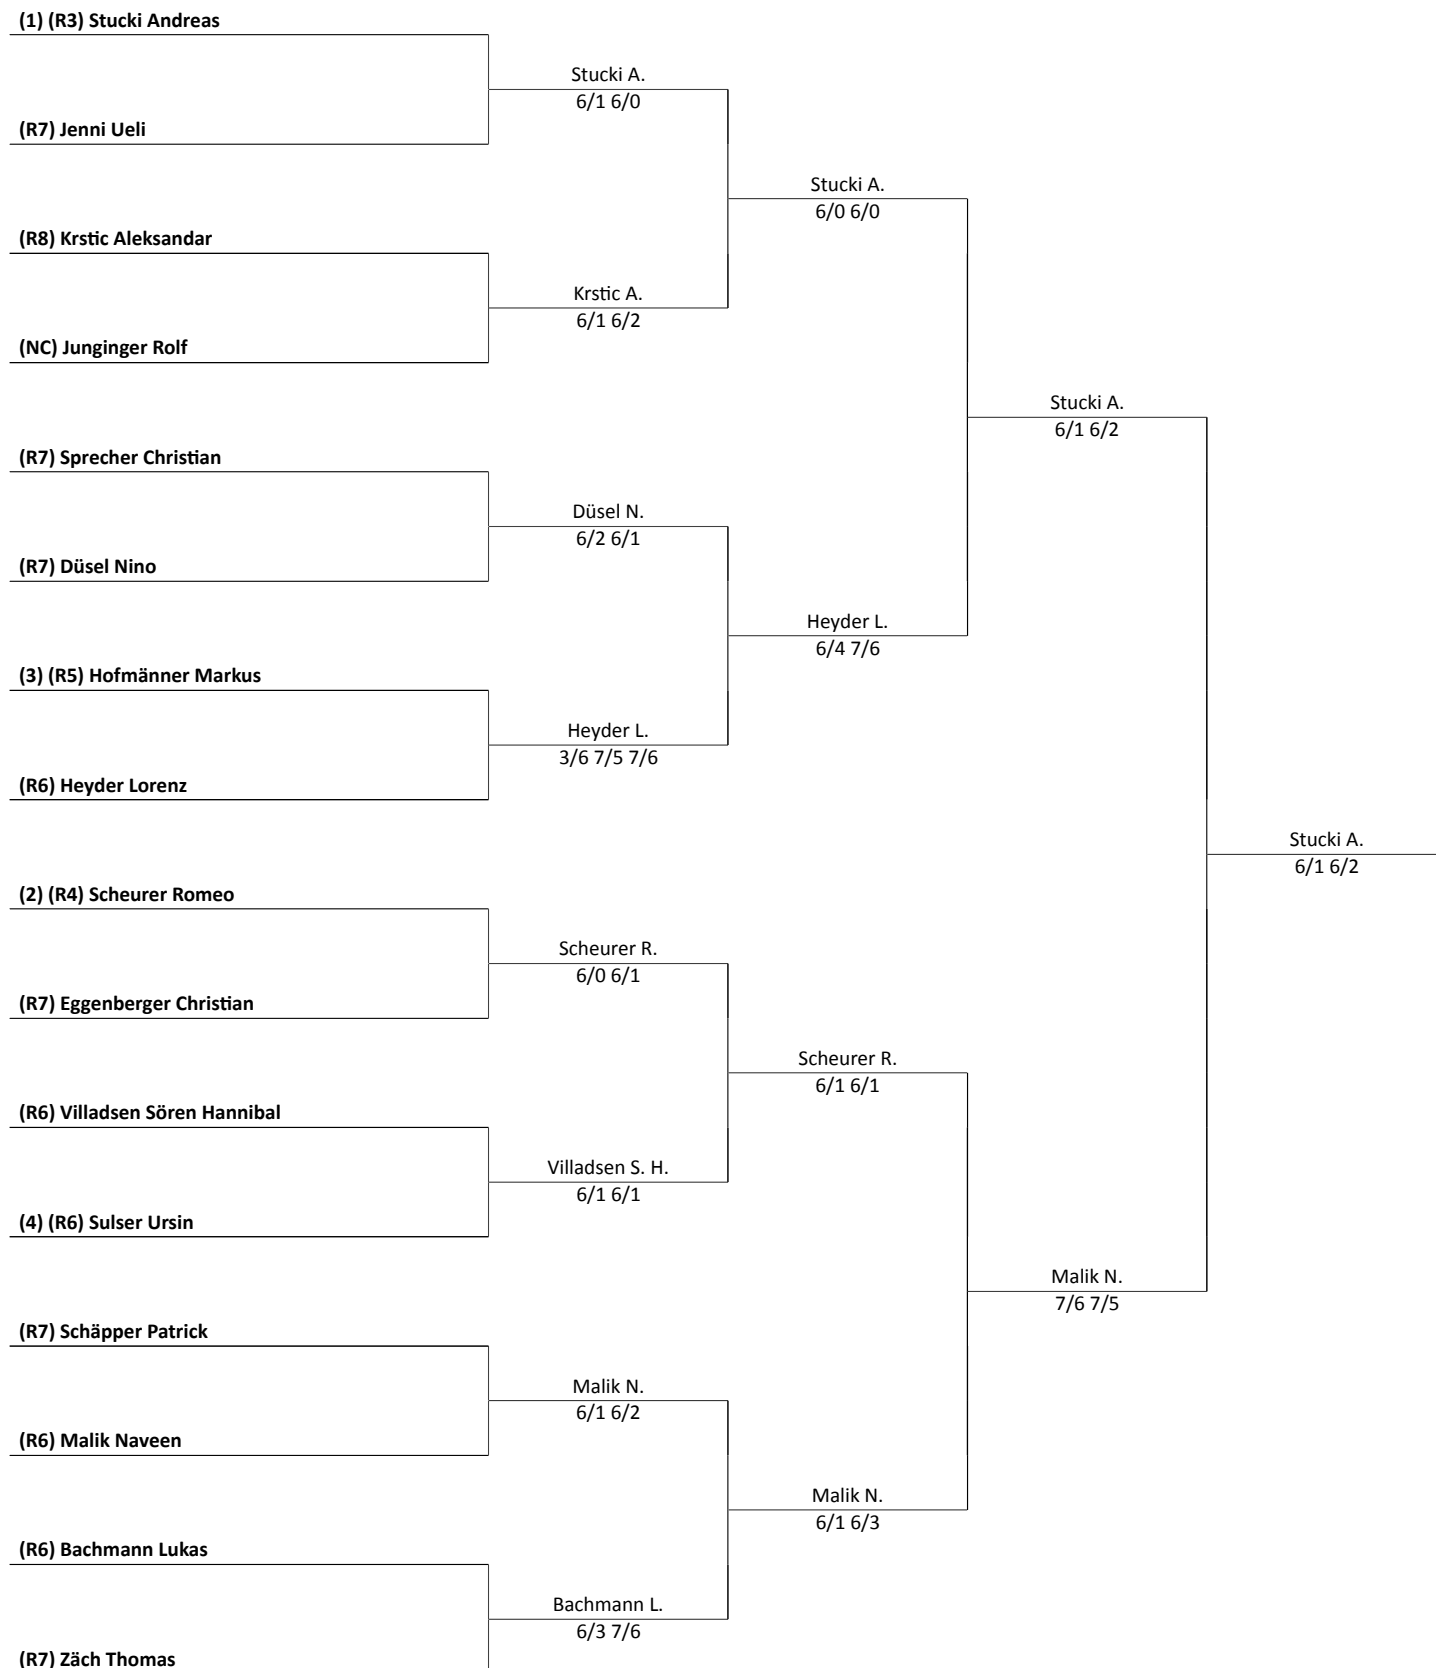 (1) (R3) Stucki Andreas
Stucki A.
6/1 6/0
(R7) Jenni Ueli
Stucki A.
6/0 6/0
(R8) Krstic Aleksandar
Krstic A.
6/1 6/2
(NC) Junginger Rolf
Stucki A.
6/1 6/2
(R7) Sprecher Christian
Düsel N.
6/2 6/1
(R7) Düsel Nino
Heyder L.
6/4 7/6
(3) (R5) Hofmänner Markus
Heyder L.
3/6 7/5 7/6
(R6) Heyder Lorenz
Stucki A.
6/1 6/2
(2) (R4) Scheurer Romeo
Scheurer R.
6/0 6/1
(R7) Eggenberger Christian
Scheurer R.
6/1 6/1
(R6) Villadsen Sören Hannibal
Villadsen S. H.
6/1 6/1
(4) (R6) Sulser Ursin
Malik N.
7/6 7/5
(R7) Schäpper Patrick
Malik N.
6/1 6/2
(R6) Malik Naveen
Malik N.
6/1 6/3
(R6) Bachmann Lukas
Bachmann L.
6/3 7/6
(R7) Zäch Thomas